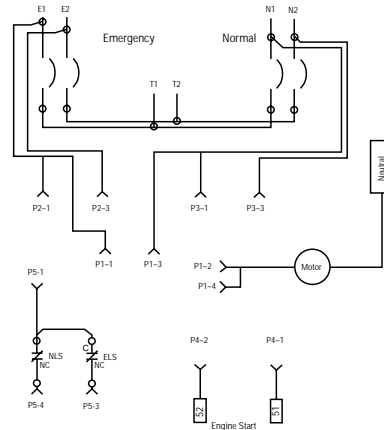 E1 E2 N1 N2
Emergency Normal
T1 T2
Neutral
P2–1 P2–3 P3–1 P3–3
P1–1 P1–3 P1–2 Motor
P5-1
P1–4
P4–2 P4–1
C
NLS ELS
NC NC
P5-4 P5-3
52 51
Engine Start